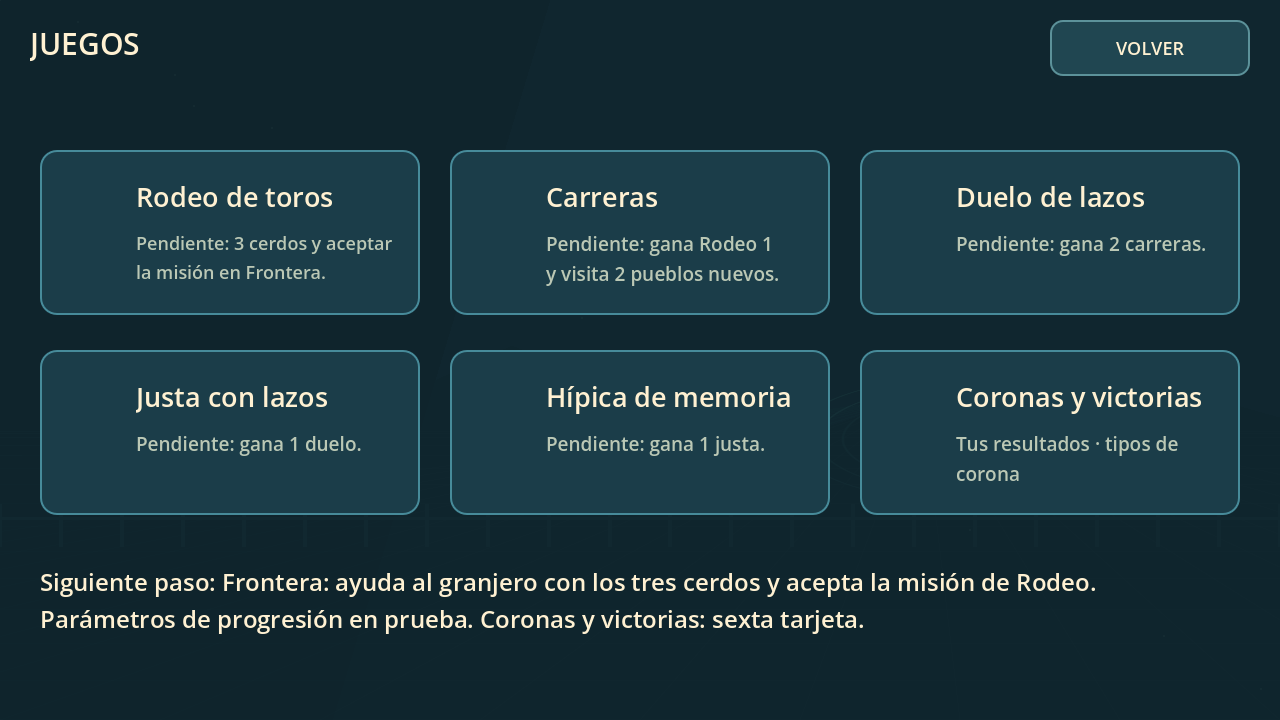 JUEGOS
VOLVER
Rodeo de toros
Pendiente: 3 cerdos y aceptar
la misión en Frontera.
Carreras
Pendiente: gana Rodeo 1
y visita 2 pueblos nuevos.
Duelo de lazos
Pendiente: gana 2 carreras.
Justa con lazos
Pendiente: gana 1 duelo.
Hípica de memoria
Pendiente: gana 1 justa.
Coronas y victorias
Tus resultados · tipos de
corona
Siguiente paso: Frontera: ayuda al granjero con los tres cerdos y acepta la misión de Rodeo.
Parámetros de progresión en prueba. Coronas y victorias: sexta tarjeta.